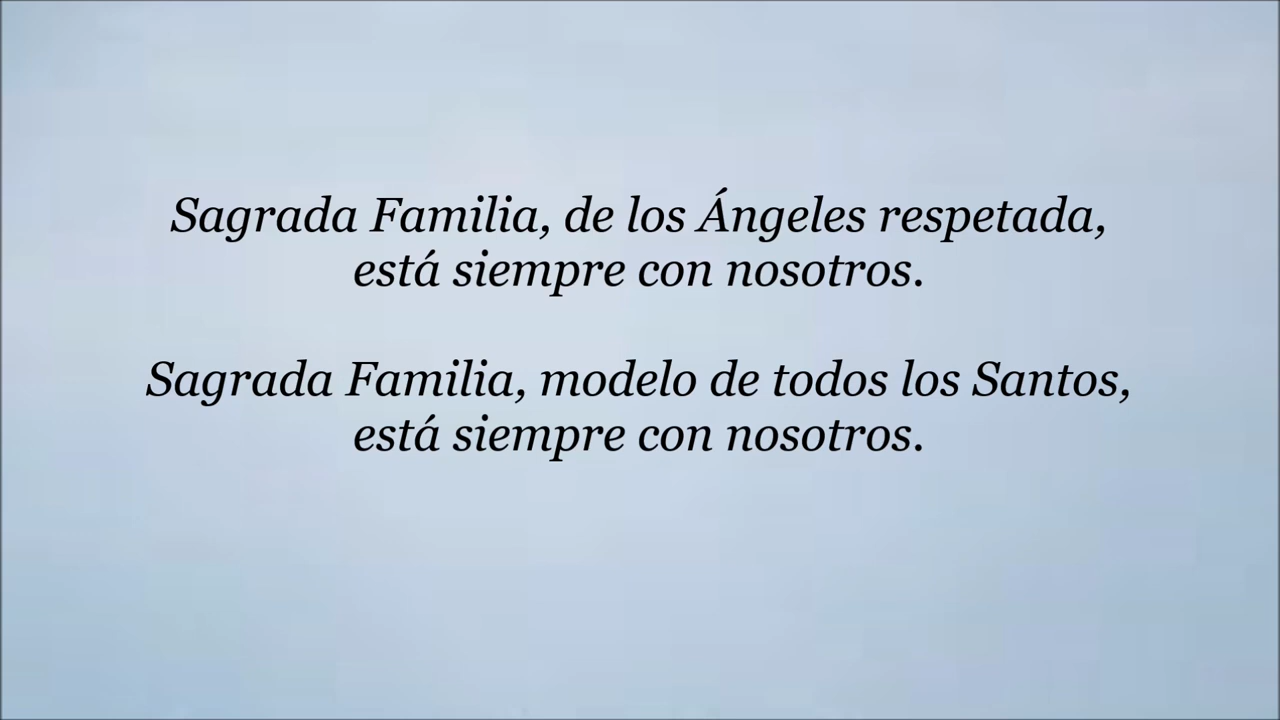 Sagrada Familia, de los Ángeles respetada,
está siempre con nosotros.
Sagrada Familia, modelo de todos los Santos,
está siempre con nosotros.